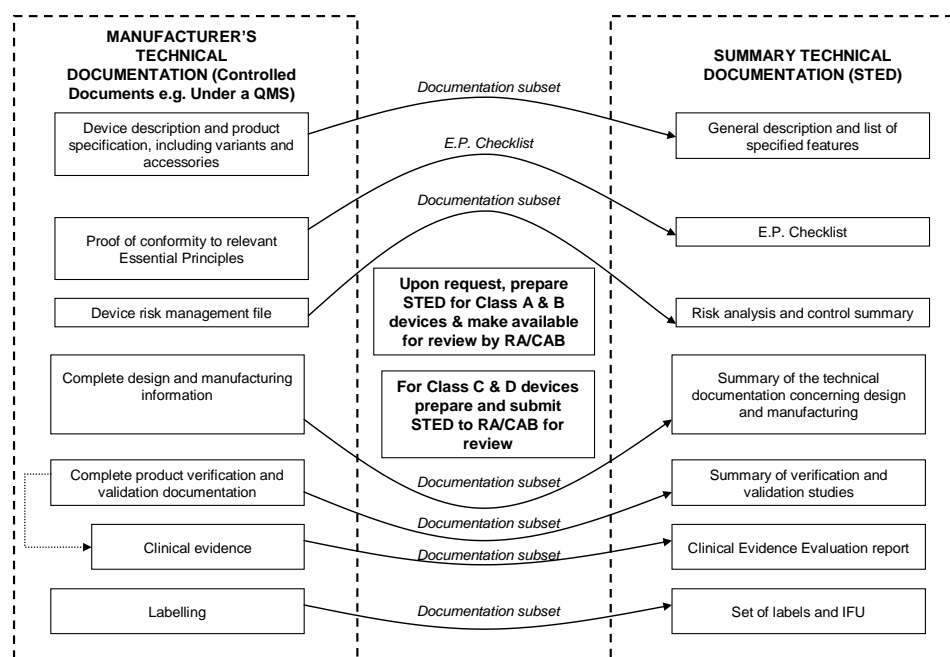 MANUFACTURER'S
TECHNICAL
DOCUMENTATION (Controlled
Documents e.g. Under a QMS)
SUMMARY TECHNICAL
DOCUMENTATION (STED)
Documentation subset
Device description and product
specification, including variants and
accessories
General description and list of
specified features
E.P. Checklist
Documentation subset
Proof of conformity to relevant
Essential Principles
E.P. Checklist
Upon request, prepare
STED for Class A & B
devices & make available
for review by RA/CAB
Device risk management file
Risk analysis and control summary
Complete design and manufacturing
information
For Class C & D devices
prepare and submit
STED to RA/CAB for
review
Summary of the technical
documentation concerning design
and manufacturing
Documentation subset
Complete product verification and
validation documentation
Summary of verification and
validation studies
Documentation subset
Clinical evidence
Documentation subset
Clinical Evidence Evaluation report
Labelling
Documentation subset
Set of labels and IFU